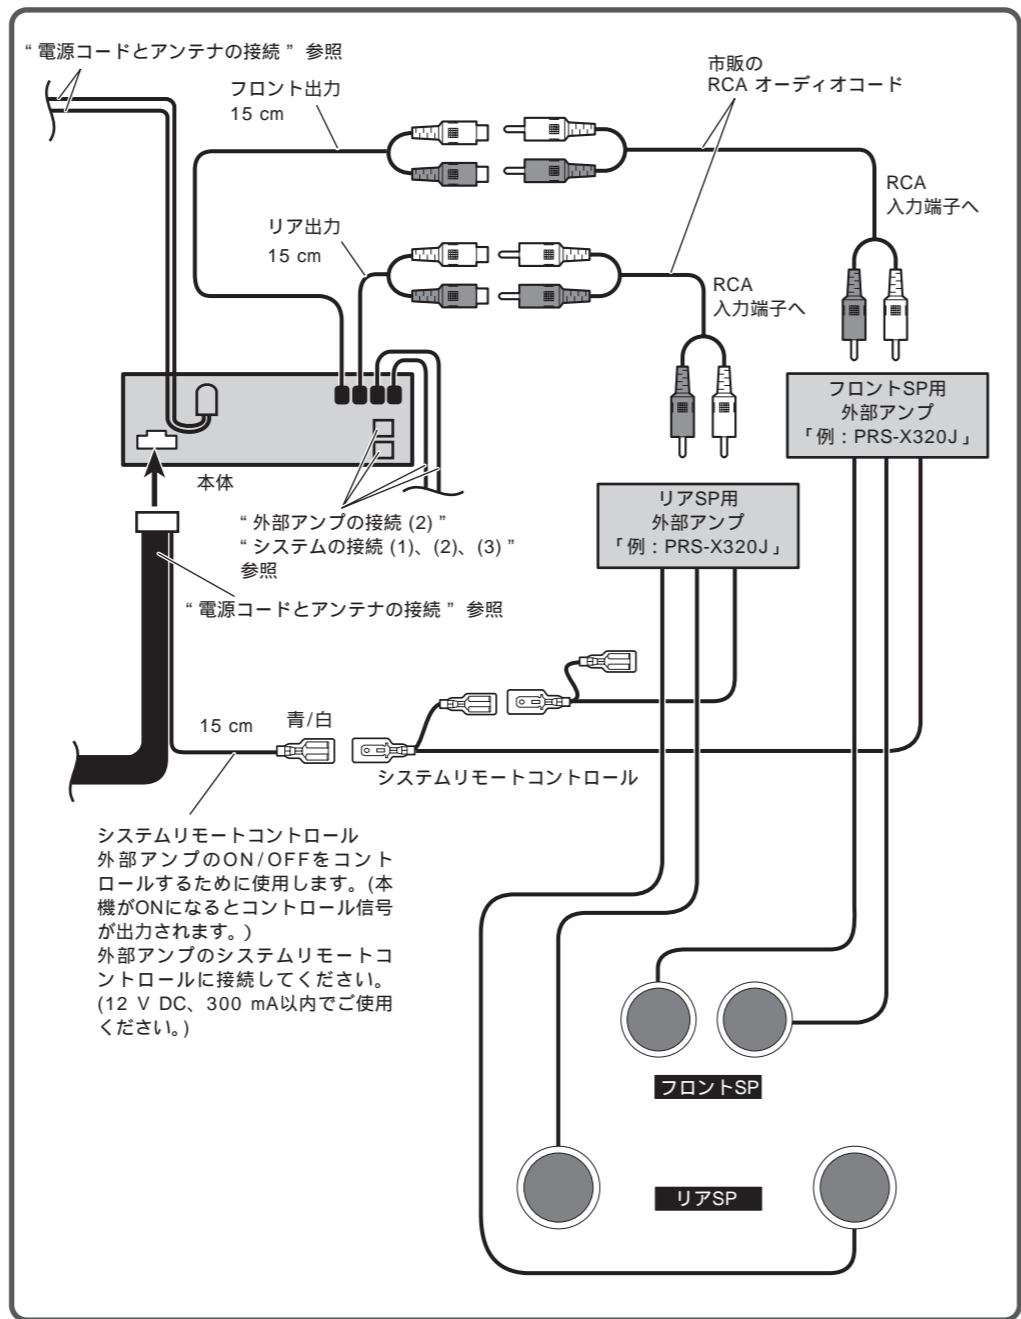 “ 電源コードとアンテナの接続 ” 参照
フロント出力
15 cm
市販の
RCA オーディオコード
RCA
入力端子へ
リア出力
15 cm
RCA
入力端子へ
フロントSP用
外部アンプ
「例：PRS-X320J」
本体
リアSP用
外部アンプ
「例：PRS-X320J」
“ 外部アンプの接続 (2) ”
“ システムの接続 (1)、(2)、(3) ”
参照
“ 電源コードとアンテナの接続 ” 参照
15 cm
青/白
システムリモートコントロール
システムリモートコントロール
外部アンプのON/OFFをコント
ロールするために使用します。(本
機がONになるとコントロール信号
が出力されます。)
外部アンプのシステムリモートコ
ントロールに接続してください。
(12 V DC、300 mA以内でご使用
ください。)
フロントSP
リアSP